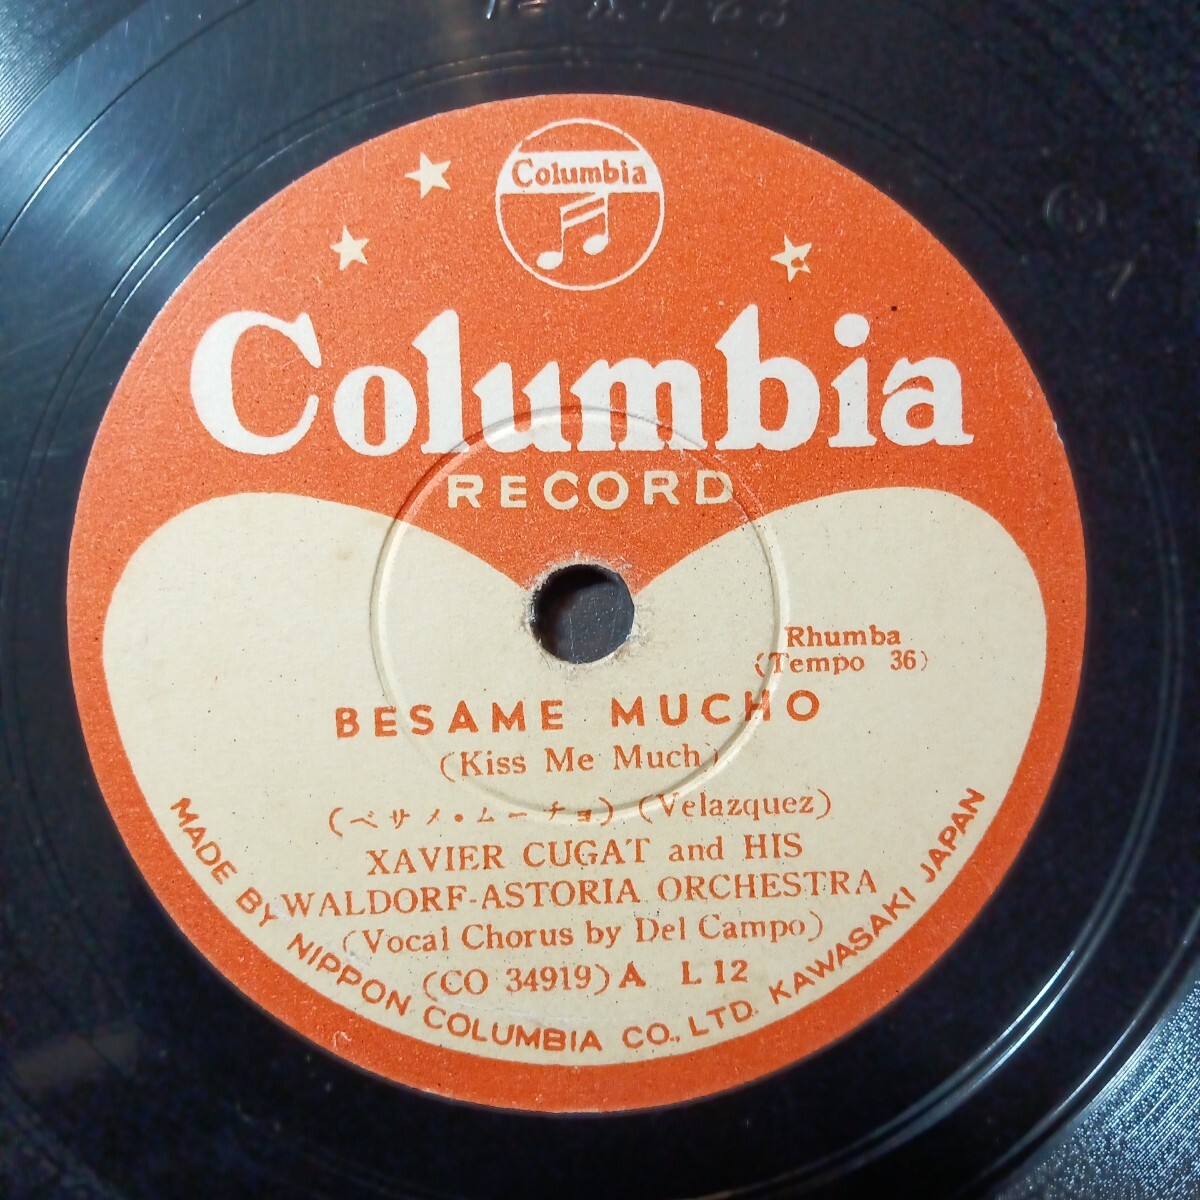 Columbia
Columbia
RECORD
Rhumba
(Tempo 36)
BESAME MUCHO
(Kiss Me Much)
(ベサメ・ムーチョ) (Velazquez)
XAVIER CUGAT and HIS
WALDORF-ASTORIA ORCHESTRA
(Vocal Chorus by Del Campo)
(CO 34919) A L 12
MADE BY NIPPON COLUMBIA CO., LTD. KAWASAKI JAPAN